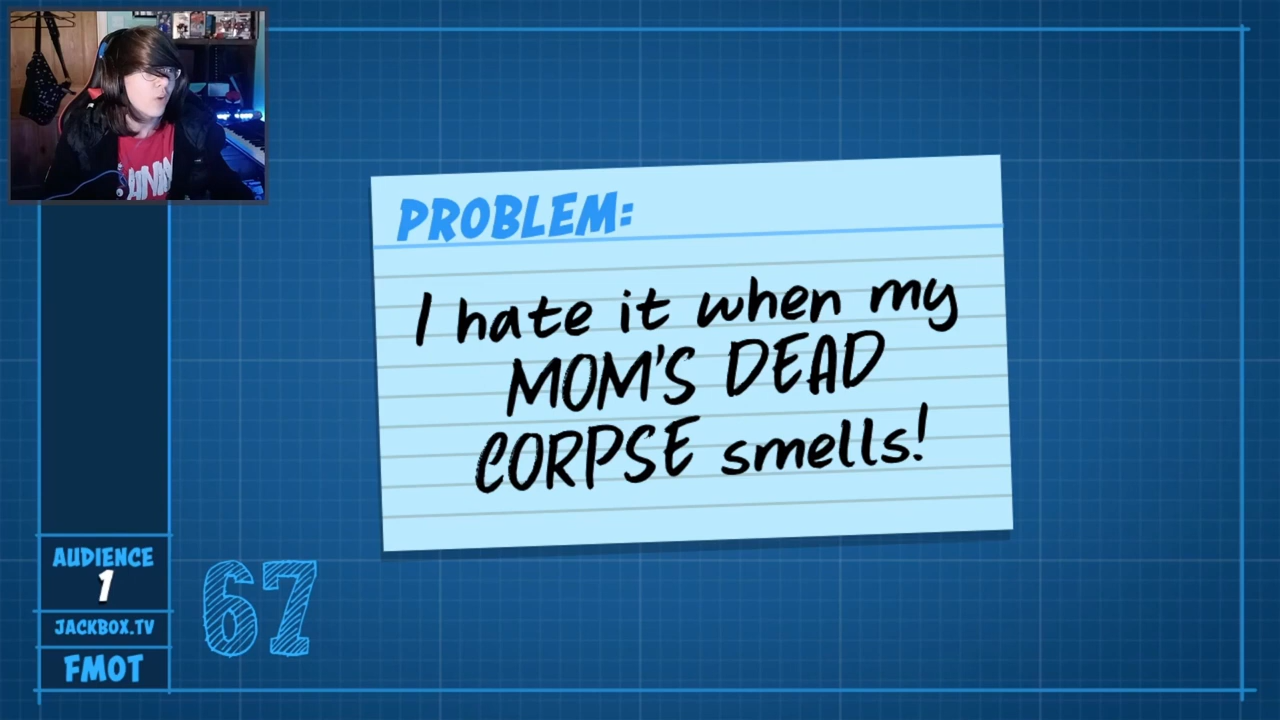 PROBLEM:
I hate it when my
MOM'S DEAD
CORPSE smells!
AUDIENCE
1
JACKBOX.TV
FMOT
67